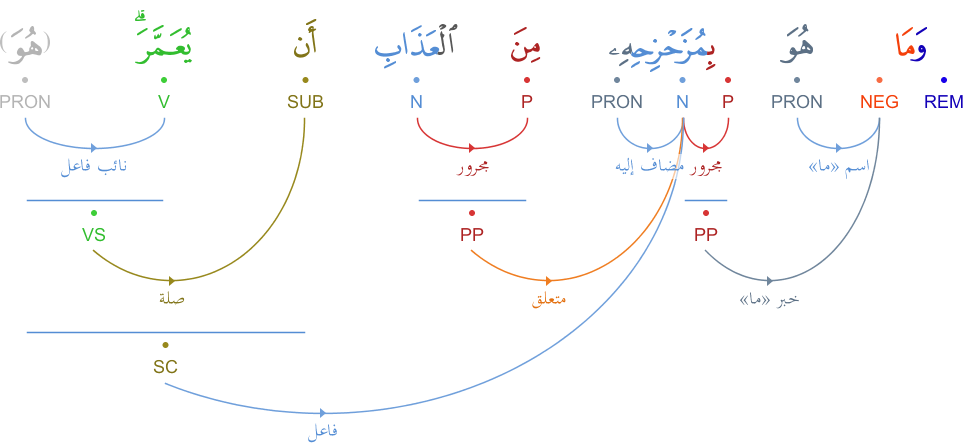 وَمَا هُوَ بِمُزَحْزِحِهِۦ مِنَ ٱلْعَذَابِ أَن يُعَمَّرَ ۗ (هُوَ)
REM NEG PRON P N PRON P N SUB V PRON
اسم «ما» مجرور مضاف إليه مجرور نائب فاعل
PP PP VS
خبر «ما» متعلق صلة
SC
فاعل